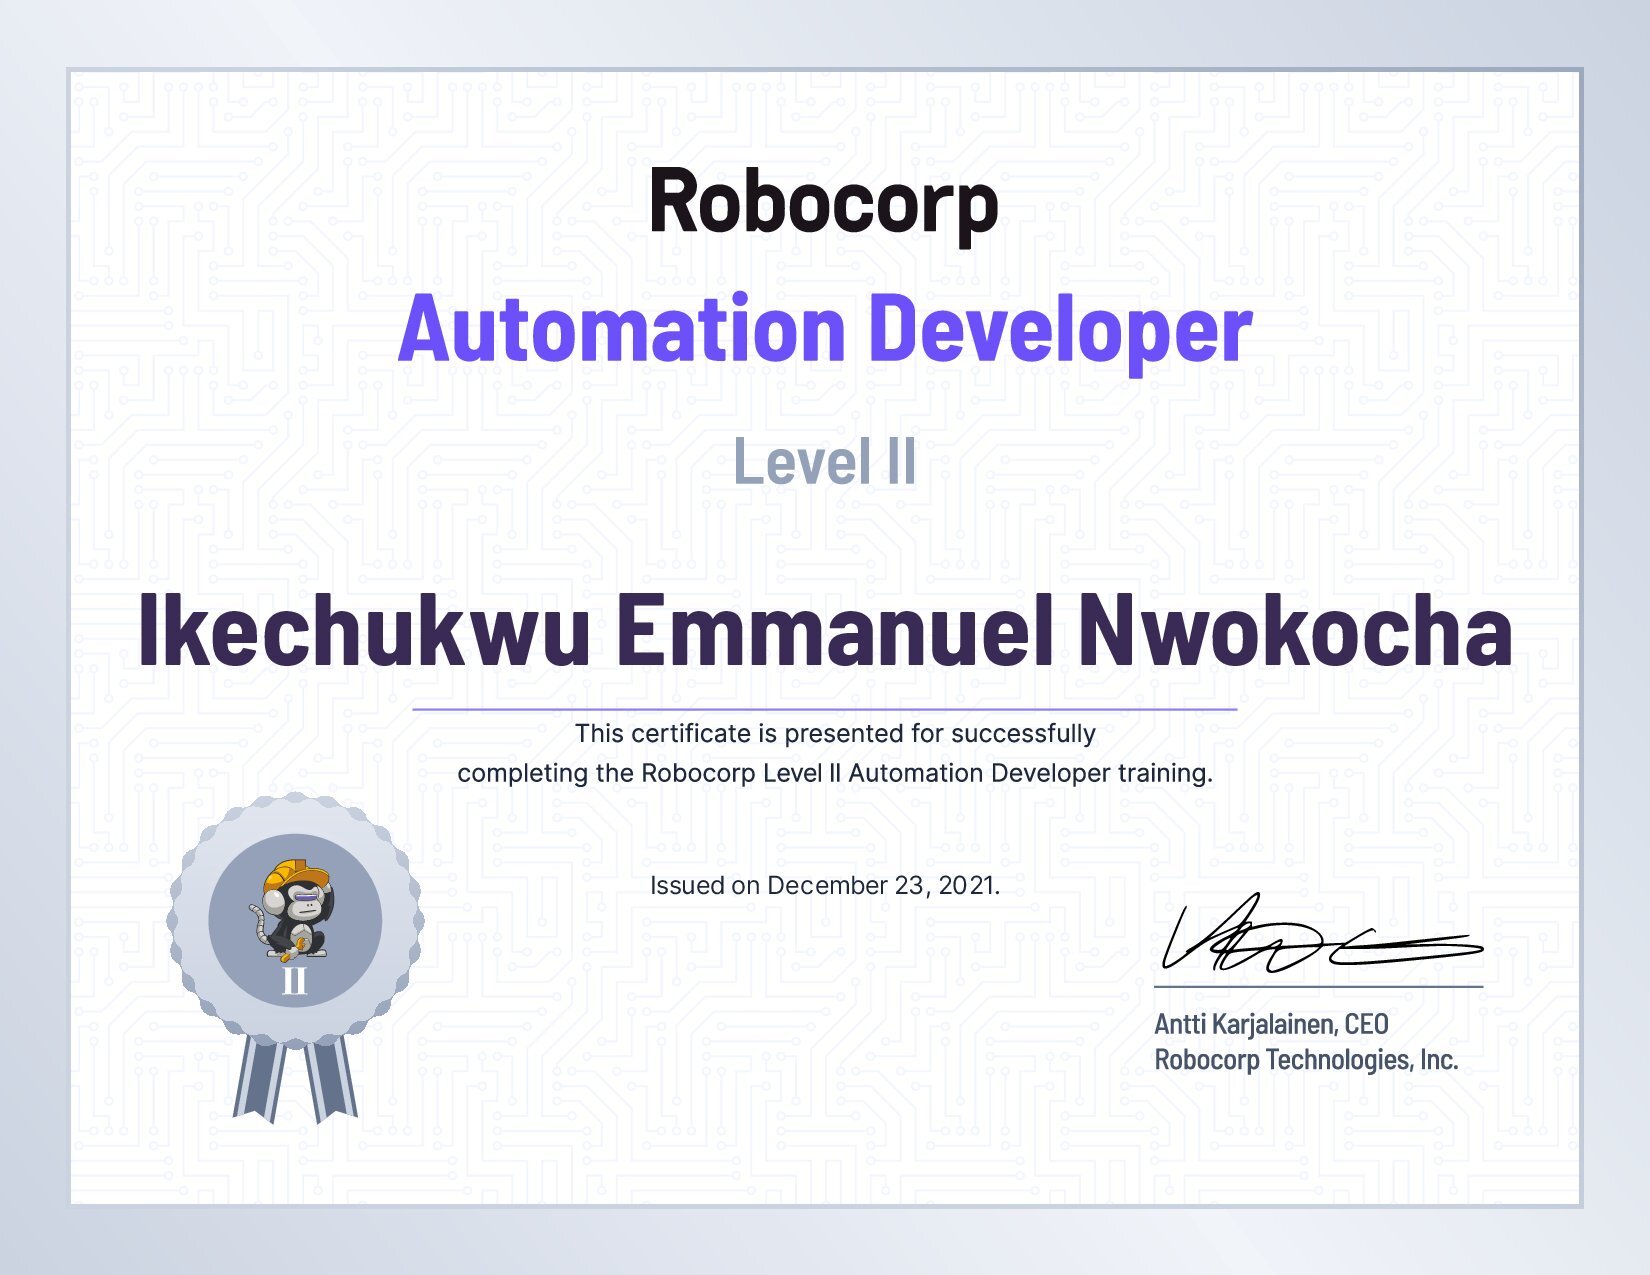 Robocorp
Automation Developer
Level II
Ikechukwu Emmanuel Nwokocha
This certificate is presented for successfully
completing the Robocorp Level II Automation Developer training.
Issued on December 23, 2021.
II
Antti Karjalainen, CEO
Robocorp Technologies, Inc.